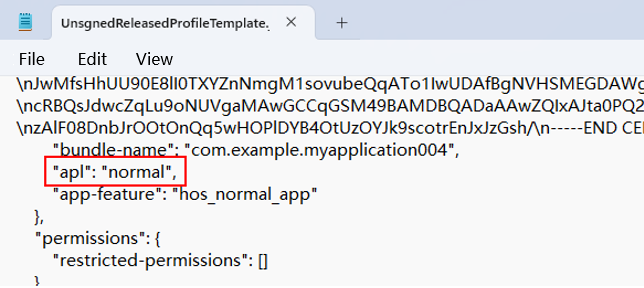 UnsgnedReleasedProfileTemplate.
File Edit View
\nJwMfsHhUU90E8lI0TXYZnNmgM1sovubeQqATo1IwUDAfBgNVHSMEGDAWg
\ncRBQsJdwcZqLu9oNUVgaMAwGCCqGSM49BAMDBQADaAAwZQIxAJta0PQ2
\nzAlF08DnbJrOOtOnQq5wHOPlDYB4OtUzOYJk9scotrEnJxJzGsh/\n-----END CE
"bundle-name": "com.example.myapplication004",
"apl": "normal",
"app-feature": "hos_normal_app"
},
"permissions": {
"restricted-permissions": []
}